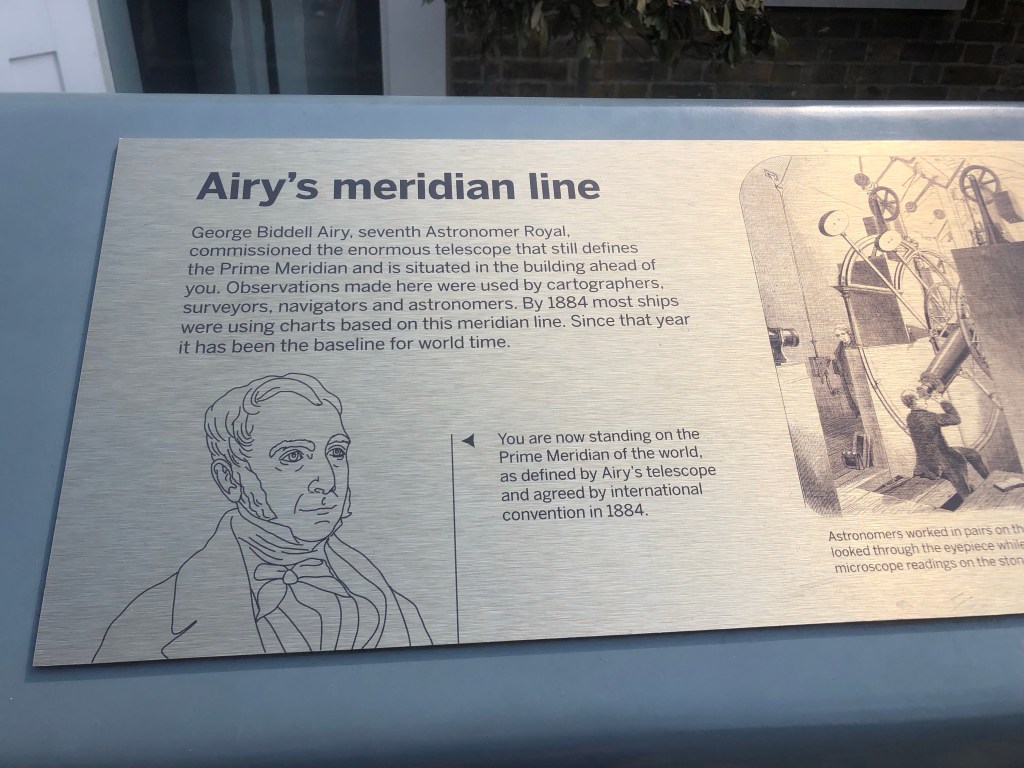 Airy's meridian line
George Biddell Airy, seventh Astronomer Royal,
commissioned the enormous telescope that still defines
the Prime Meridian and is situated in the building ahead of
you. Observations made here were used by cartographers,
surveyors, navigators and astronomers. By 1884 most ships
were using charts based on this meridian line. Since that year
it has been the baseline for world time.
You are now standing on the
Prime Meridian of the world,
as defined by Airy's telescope
and agreed by international
convention in 1884.
Astronomers worked in pairs on
looked through the eyepiece while
microscope readings on the